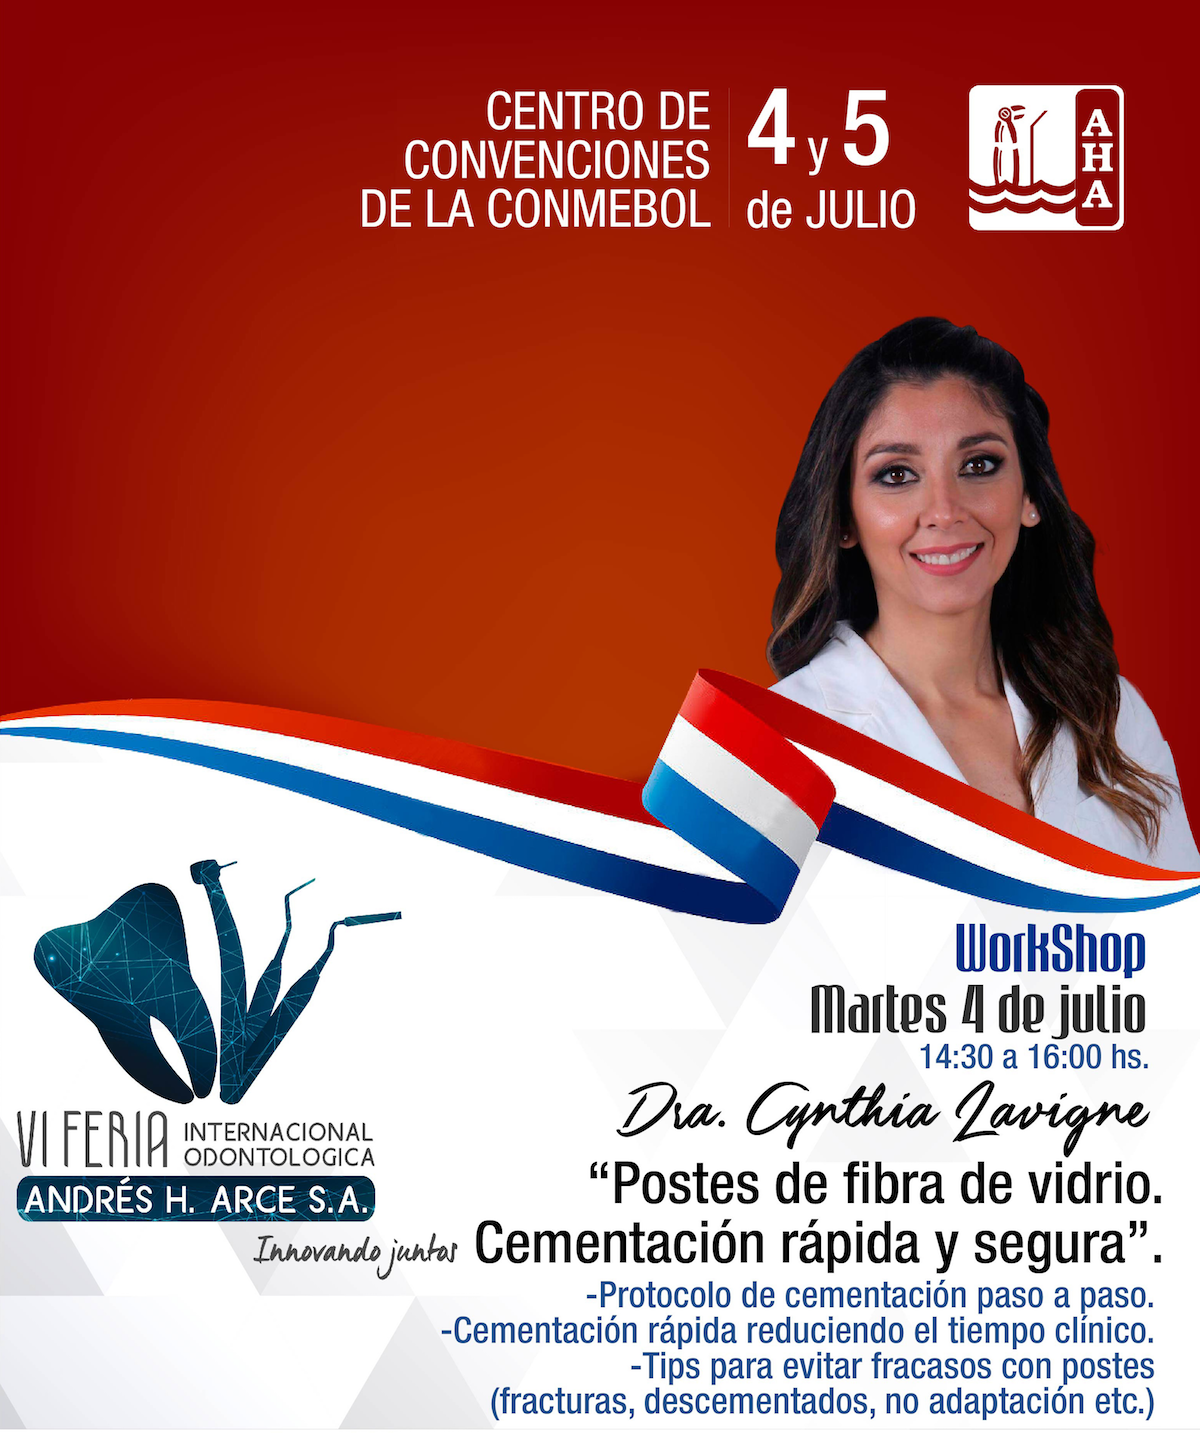 CENTRO DE
CONVENCIONES
DE LA CONMEBOL
4 y 5
de JULIO
AHA
WorkShop
Martes 4 de julio
14:30 a 16:00 hs.
Dra. Cynthia Lavigne
“Postes de fibra de vidrio.
Cementación rápida y segura”.
-Protocolo de cementación paso a paso.
-Cementación rápida reduciendo el tiempo clínico.
-Tips para evitar fracasos con postes
(fracturas, descementados, no adaptación etc.)
VI FERIA
INTERNACIONAL
ODONTOLOGICA
ANDRÉS H. ARCE S.A.
Innovando juntos